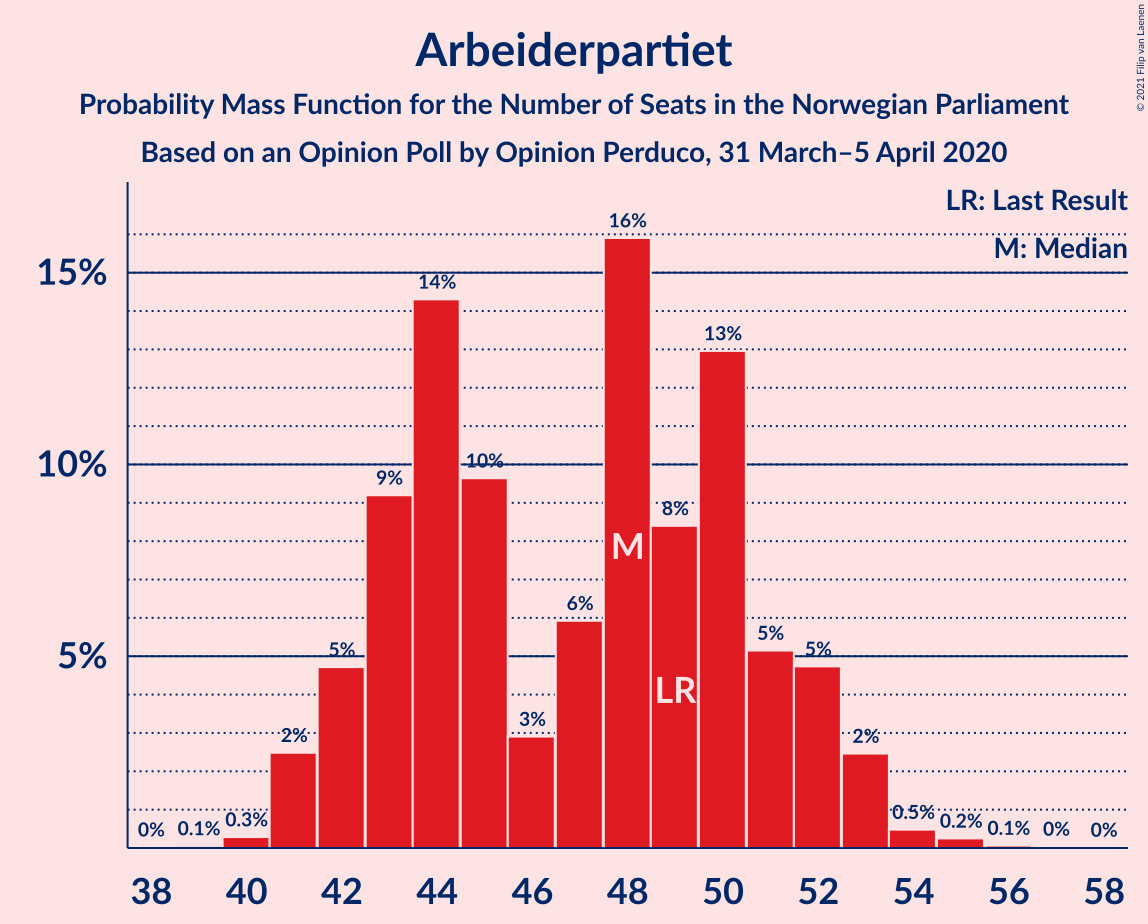 Arbeiderpartiet
Probability Mass Function for the Number of Seats in the Norwegian Parliament
Based on an Opinion Poll by Opinion Perduco, 31 March–5 April 2020
© 2021 Filip van Laenen
LR: Last Result
M: Median
15%
10%
5%
0%
0.1%
0.3%
2%
5%
9%
14%
10%
3%
6%
16%
8%
13%
5%
5%
2%
0.5%
0.2%
0.1%
0%
0%
M
LR
38 40 42 44 46 48 50 52 54 56 58